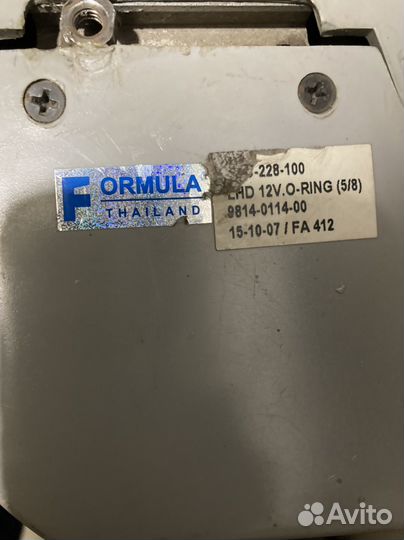 FORMULA
THAILAND
-228-100
LHD 12V.O-RING (5/8)
9814-0114-00
15-10-07 / FA 412
Avito